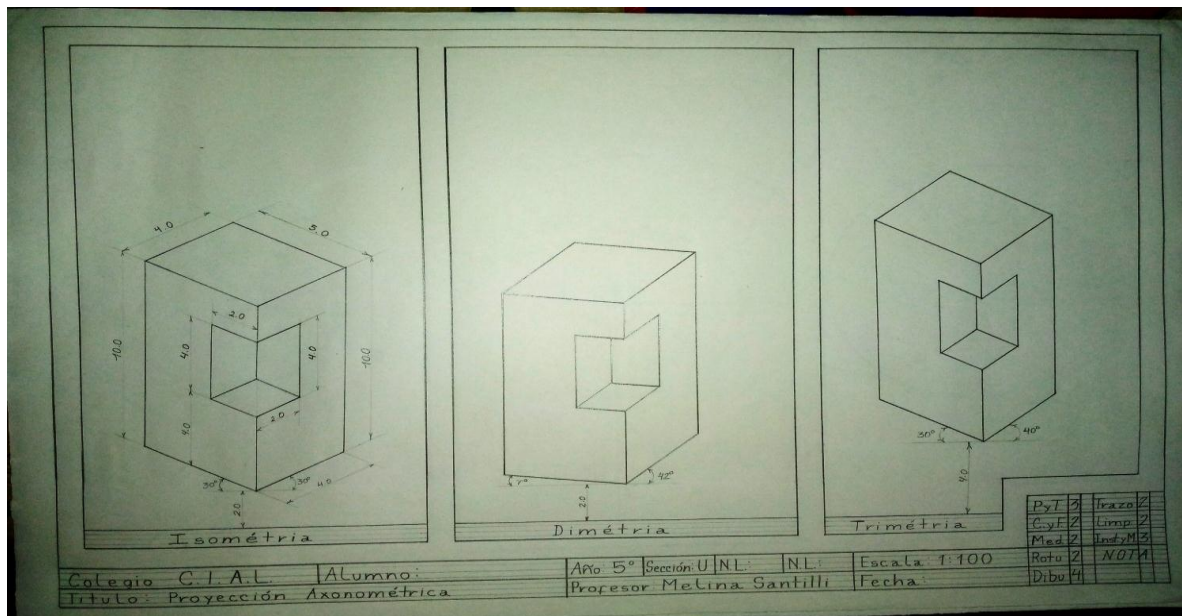 4.0 5.0
10.0 2.0 4.0 4.0 10.0
4.0 2.0
30° 30° 4.0
2.0
Isométria
7° 42°
2.0
Dimétria
30° 40°
4.0
Trimétria
PyT 3 Trazo 2
C.yF. 2 Limp. 2
Med 2 InstyM 3
Rotu 2 NOTA
Dibu 4
Colegio C.I.A.L. Alumno:
Año 5° Sección: U N.L.: N.L.: Escala: 1:100
Titulo: Proyección Axonométrica
Profesor: Melina Santilli Fecha: